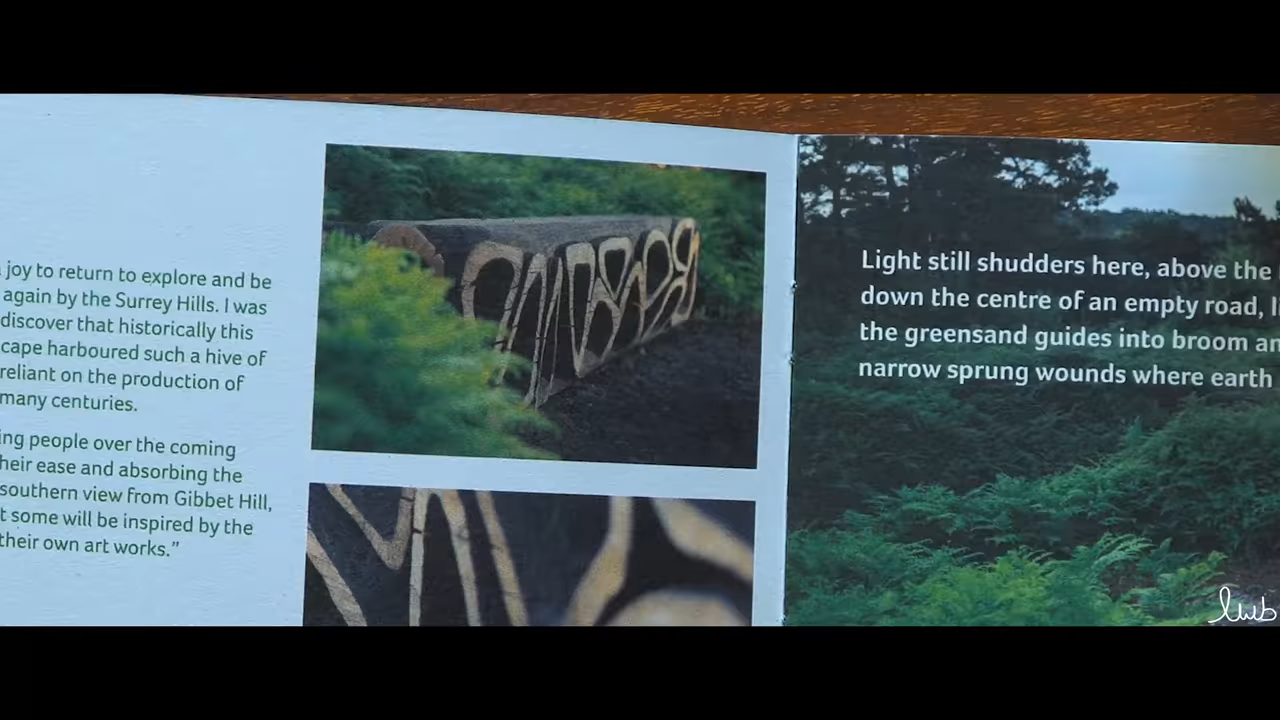 joy to return to explore and be
again by the Surrey Hills. I was
discover that historically this
cape harboured such a hive of
reliant on the production of
many centuries.
ing people over the coming
heir ease and absorbing the
southern view from Gibbet Hill,
t some will be inspired by the
their own art works.”
Light still shudders here, above the
down the centre of an empty road,
the greensand guides into broom an
narrow sprung wounds where earth
lwb